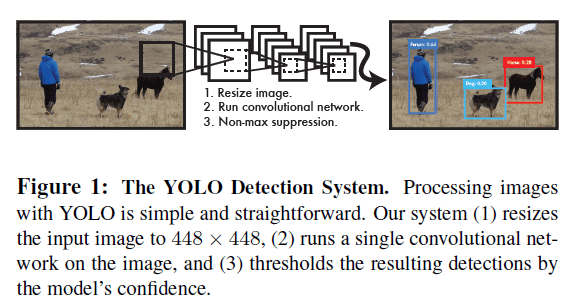 Person: 0.64
Horse: 0.28
Dog: 0.30
1. Resize image.
2. Run convolutional network.
3. Non-max suppression.
Figure 1: The YOLO Detection System. Processing images
with YOLO is simple and straightforward. Our system (1) resizes
the input image to 448 × 448, (2) runs a single convolutional net-
work on the image, and (3) thresholds the resulting detections by
the model’s confidence.